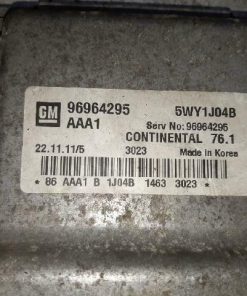 GM 96964295 5WY1J04B
AAA1 Serv No: 96964295
CONTINENTAL 76.1
22.11.11/5 3023 Made in Korea
* 86 AAA1 B 1J04B 1463 3023 *